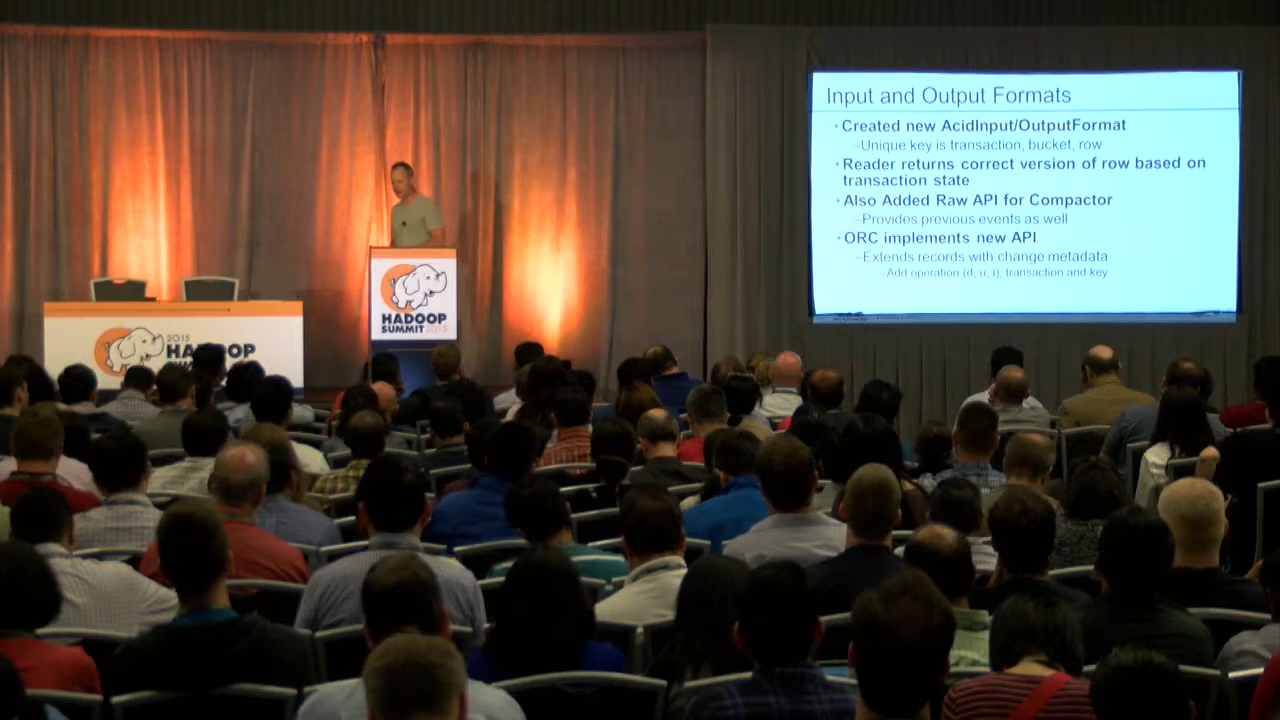 Input and Output Formats
•Created new AcidInput/OutputFormat
–Unique key is transaction, bucket, row
•Reader returns correct version of row based on
transaction state
•Also Added Raw API for Compactor
–Provides previous events as well
•ORC implements new API
–Extends records with change metadata
–Add operation (d, u, i), transaction and key
HADOOP
SUMMIT 2015
2015
HADOOP